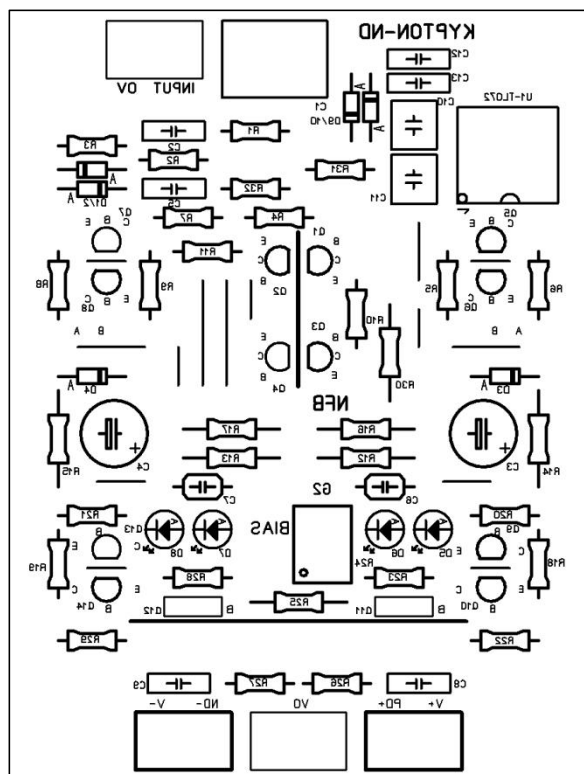 KYPTON-ND
INPUT 0V
C12
C13
C10
C1
D9/10
A
A
U1-TL072
C2
R1
R3
R2
A
A
D1/2
R31
C11
C5
R32
R7
R4
Q7
C
B
E
Q5
C
B
E
R11
E
Q1
B
C
E
C
B
Q2
R8
C
B
E
Q8
R9
R5
C
B
E
Q6
R6
R10
A
B
E
C
B
Q4
Q3
B
C
E
R30
B
A
A
D4
D3
A
NFB
C4
R15
R17
R16
C3
R14
R13
R12
C7
G2
C6
R21
Q13
B
E
C
BIAS
A
D8
A
D7
A
D6
A
D5
R24
R20
Q9
B
C
E
R19
C
B
E
Q14
R28
R23
C
B
E
Q10
R18
Q12
B
R25
Q11
B
R29
R22
C9
R27
R26
C8
V-
ND-
VO
PD+
V+